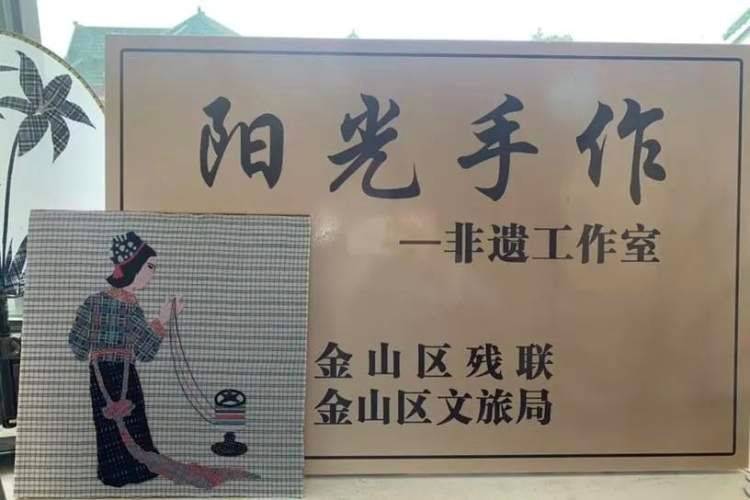 阳光手作
—非遗工作室
金山区残联
金山区文旅局